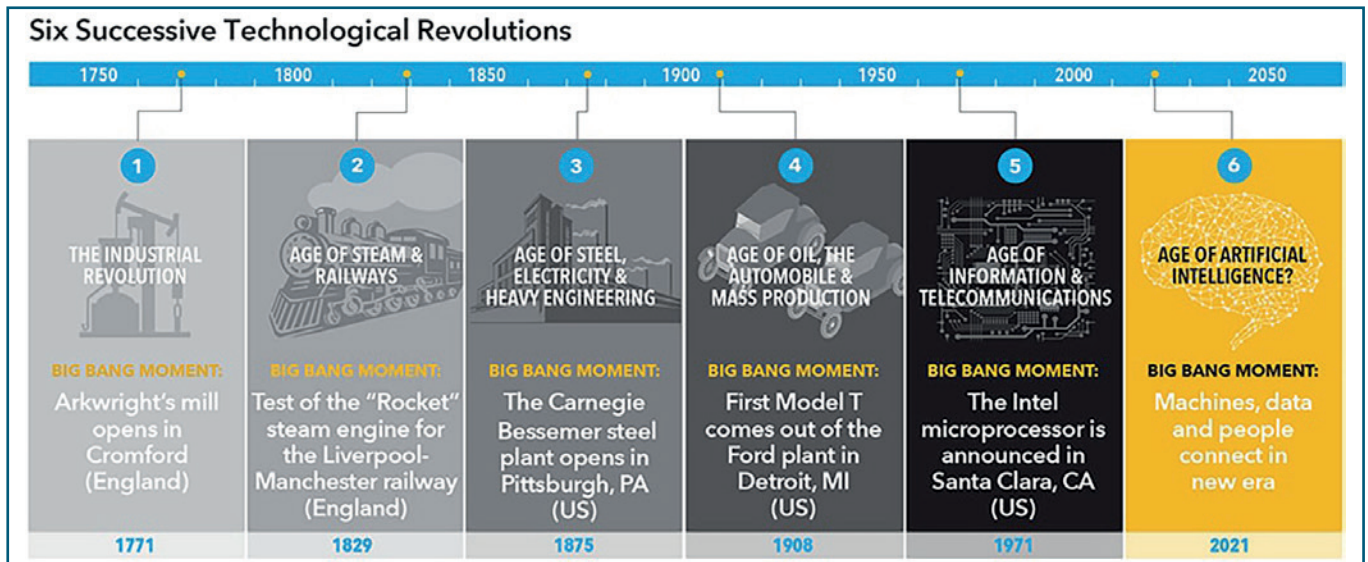 Six Successive Technological Revolutions
1750 1800 1850 1900 1950 2000 2050
1
THE INDUSTRIAL
REVOLUTION
BIG BANG MOMENT:
Arkwright's mill
opens in
Cromford
(England)
1771
2
AGE OF STEAM &
RAILWAYS
BIG BANG MOMENT:
Test of the “Rocket”
steam engine for
the Liverpool-
Manchester railway
(England)
1829
3
AGE OF STEEL,
ELECTRICITY &
HEAVY ENGINEERING
BIG BANG MOMENT:
The Carnegie
Bessemer steel
plant opens in
Pittsburgh, PA
(US)
1875
4
AGE OF OIL, THE
AUTOMOBILE &
MASS PRODUCTION
BIG BANG MOMENT:
First Model T
comes out of the
Ford plant in
Detroit, MI
(US)
1908
5
AGE OF
INFORMATION &
TELECOMMUNICATIONS
BIG BANG MOMENT:
The Intel
microprocessor is
announced in
Santa Clara, CA
(US)
1971
6
AGE OF ARTIFICIAL
INTELLIGENCE?
BIG BANG MOMENT:
Machines, data
and people
connect in
new era
2021